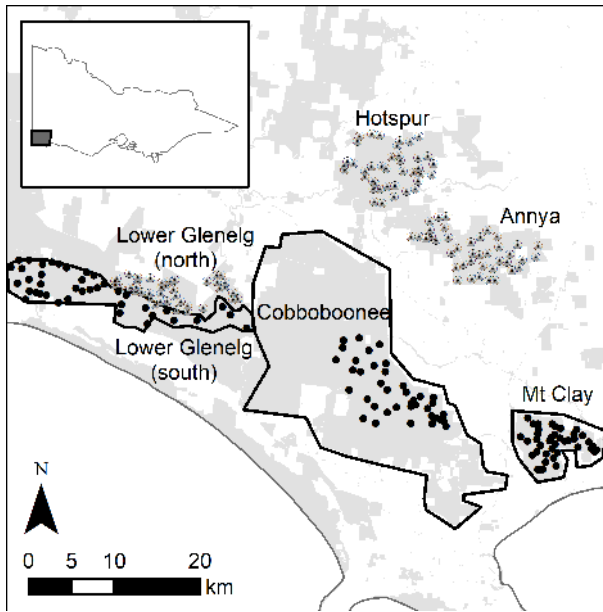 Hotspur
Annya
Lower Glenelg
(north)
Cobboboonee
Lower Glenelg
(south)
Mt Clay
N
0 5 10 20
km